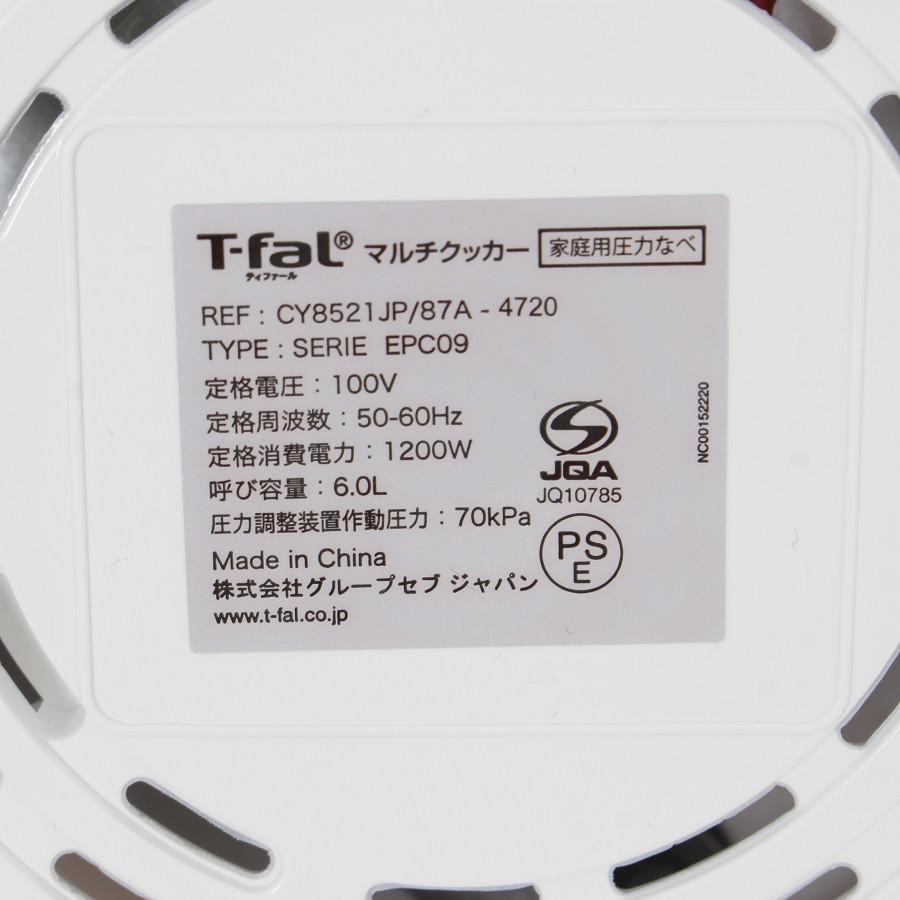 T-fal® マルチクッカー 家庭用圧力なべ
ティファール
REF : CY8521JP/87A - 4720
TYPE : SERIE EPC09
定格電圧 : 100V
定格周波数 : 50-60Hz
定格消費電力 : 1200W
呼び容量 : 6.0L
圧力調整装置作動圧力 : 70kPa
Made in China
株式会社グループセブ ジャパン
www.t-fal.co.jp
JQA
JQ10785
PS
E
NC00152220